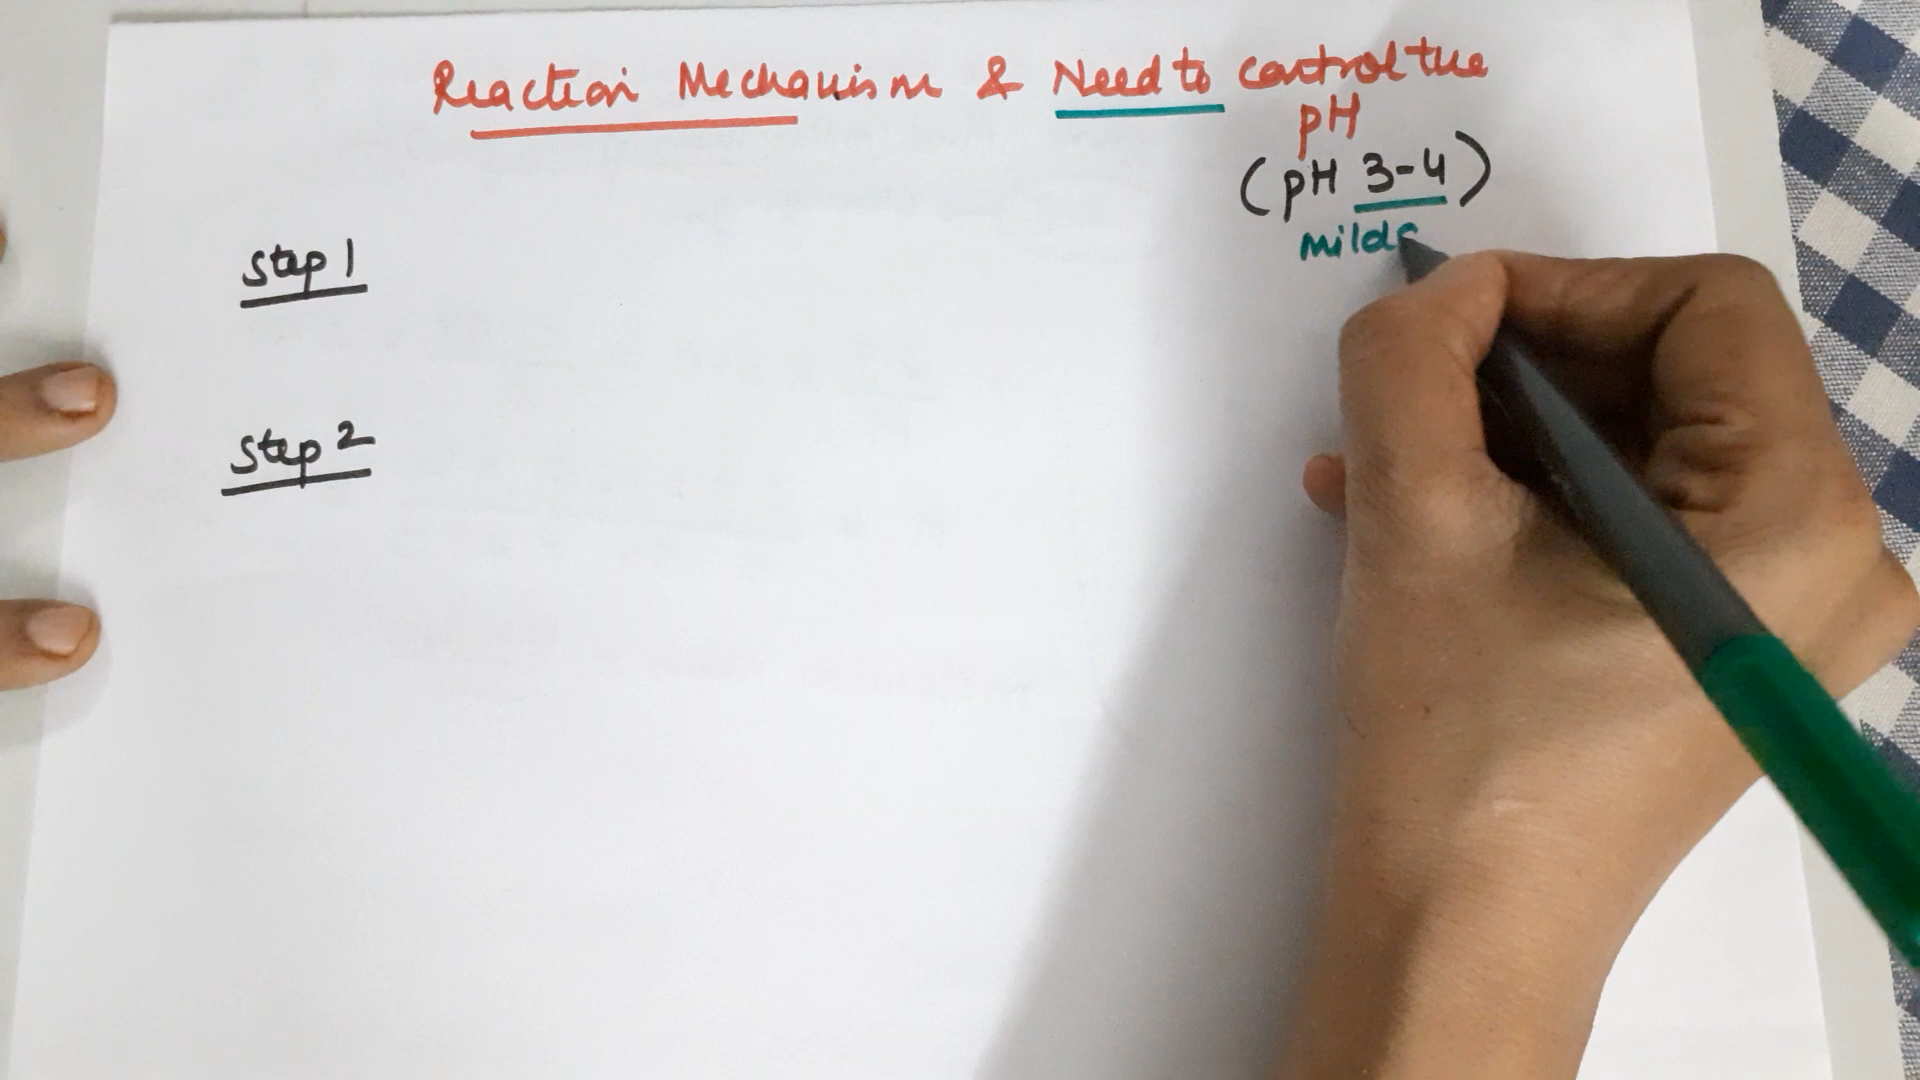 Reaction Mechanism & Need to control the
pH
(pH 3-4)
Step 1
Step 2